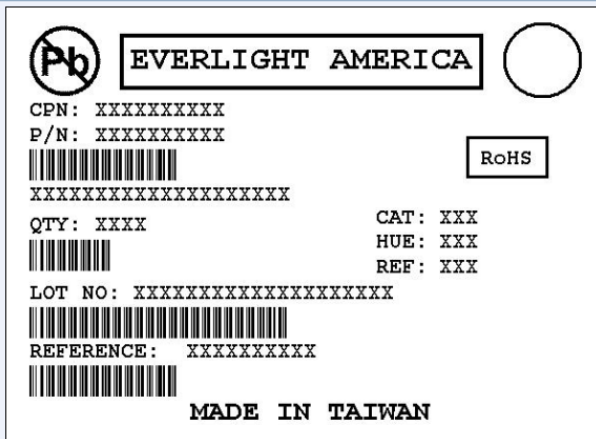 Pb EVERLIGHT AMERICA
CPN: XXXXXXXXXX
P/N: XXXXXXXXXX
RoHS
XXXXXXXXXXXXXXXXXXXX
QTY: XXXX
CAT: XXX
HUE: XXX
REF: XXX
LOT NO: XXXXXXXXXXXXXXXXXXXX
REFERENCE: XXXXXXXXXX
MADE IN TAIWAN